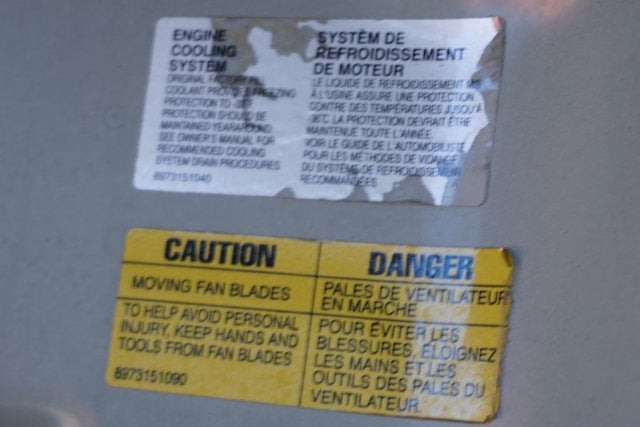 ENGINE
COOLING
SYSTEM
ORIGINAL FACTORY FILL
COOLANT PROVIDES FREEZING
PROTECTION TO
PROTECTION SHOULD BE
MAINTAINED YEAR AROUND
SEE OWNER'S MANUAL FOR
RECOMMENDED COOLING
SYSTEM DRAIN PROCEDURES
8973151040
SYSTÈM DE
REFROIDISSEMENT
DE MOTEUR
LE LIQUIDE DE REFROIDISSEMENT MIS
À L'USINE ASSURE UNE PROTECTION
CONTRE DES TEMPÉRATURES JUSQU'À
-36°C. LA PROTECTION DEVRAIT ÊTRE
MAINTENUE TOUTE L'ANNÉE.
VOIR LE GUIDE DE L'AUTOMOBILISTE
POUR LES MÉTHODES DE VIDANGE
DU SYSTÈME DE REFROIDISSEMENT
RECOMMANDÉES
CAUTION
MOVING FAN BLADES
TO HELP AVOID PERSONAL
INJURY, KEEP HANDS AND
TOOLS FROM FAN BLADES
8973151090
DANGER
PALES DE VENTILATEUR
EN MARCHE
POUR ÉVITER LES
BLESSURES, ÉLOIGNEZ
LES MAINS ET LES
OUTILS DES PALES DU
VENTILATEUR.